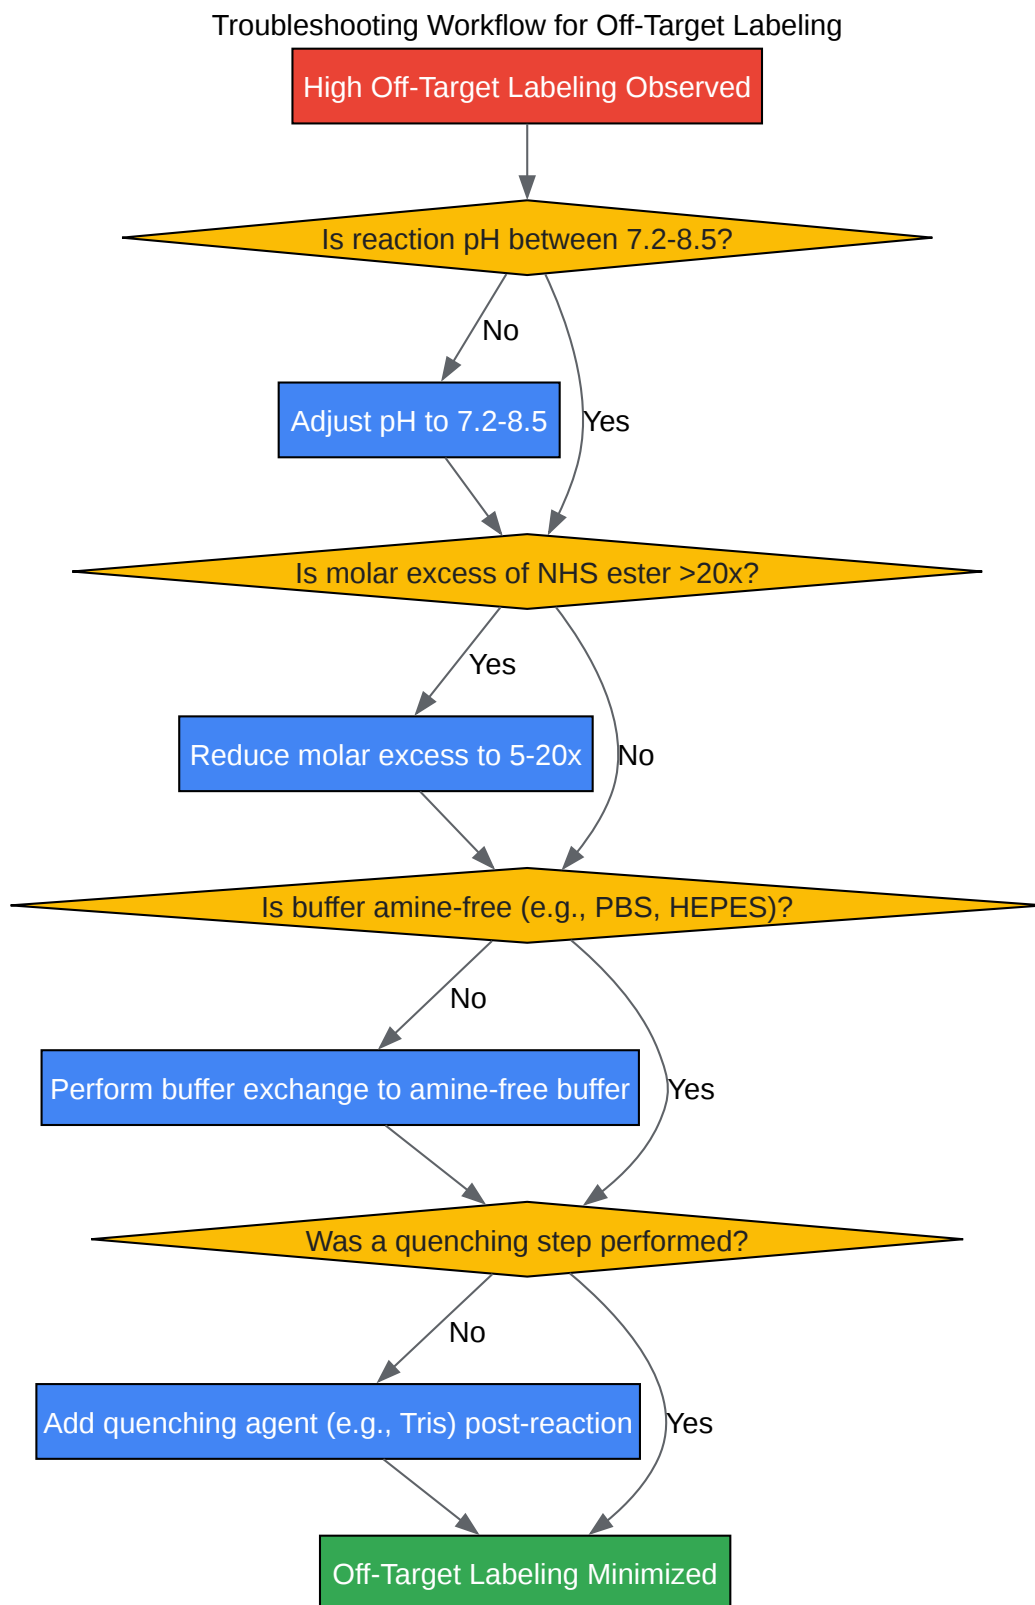 Troubleshooting Workflow for Off-Target Labeling
High Off-Target Labeling Observed
Is reaction pH between 7.2-8.5?
No
Adjust pH to 7.2-8.5
Yes
Is molar excess of NHS ester >20x?
Yes
Reduce molar excess to 5-20x
No
Is buffer amine-free (e.g., PBS, HEPES)?
No
Perform buffer exchange to amine-free buffer
Yes
Was a quenching step performed?
No
Add quenching agent (e.g., Tris) post-reaction
Yes
Off-Target Labeling Minimized